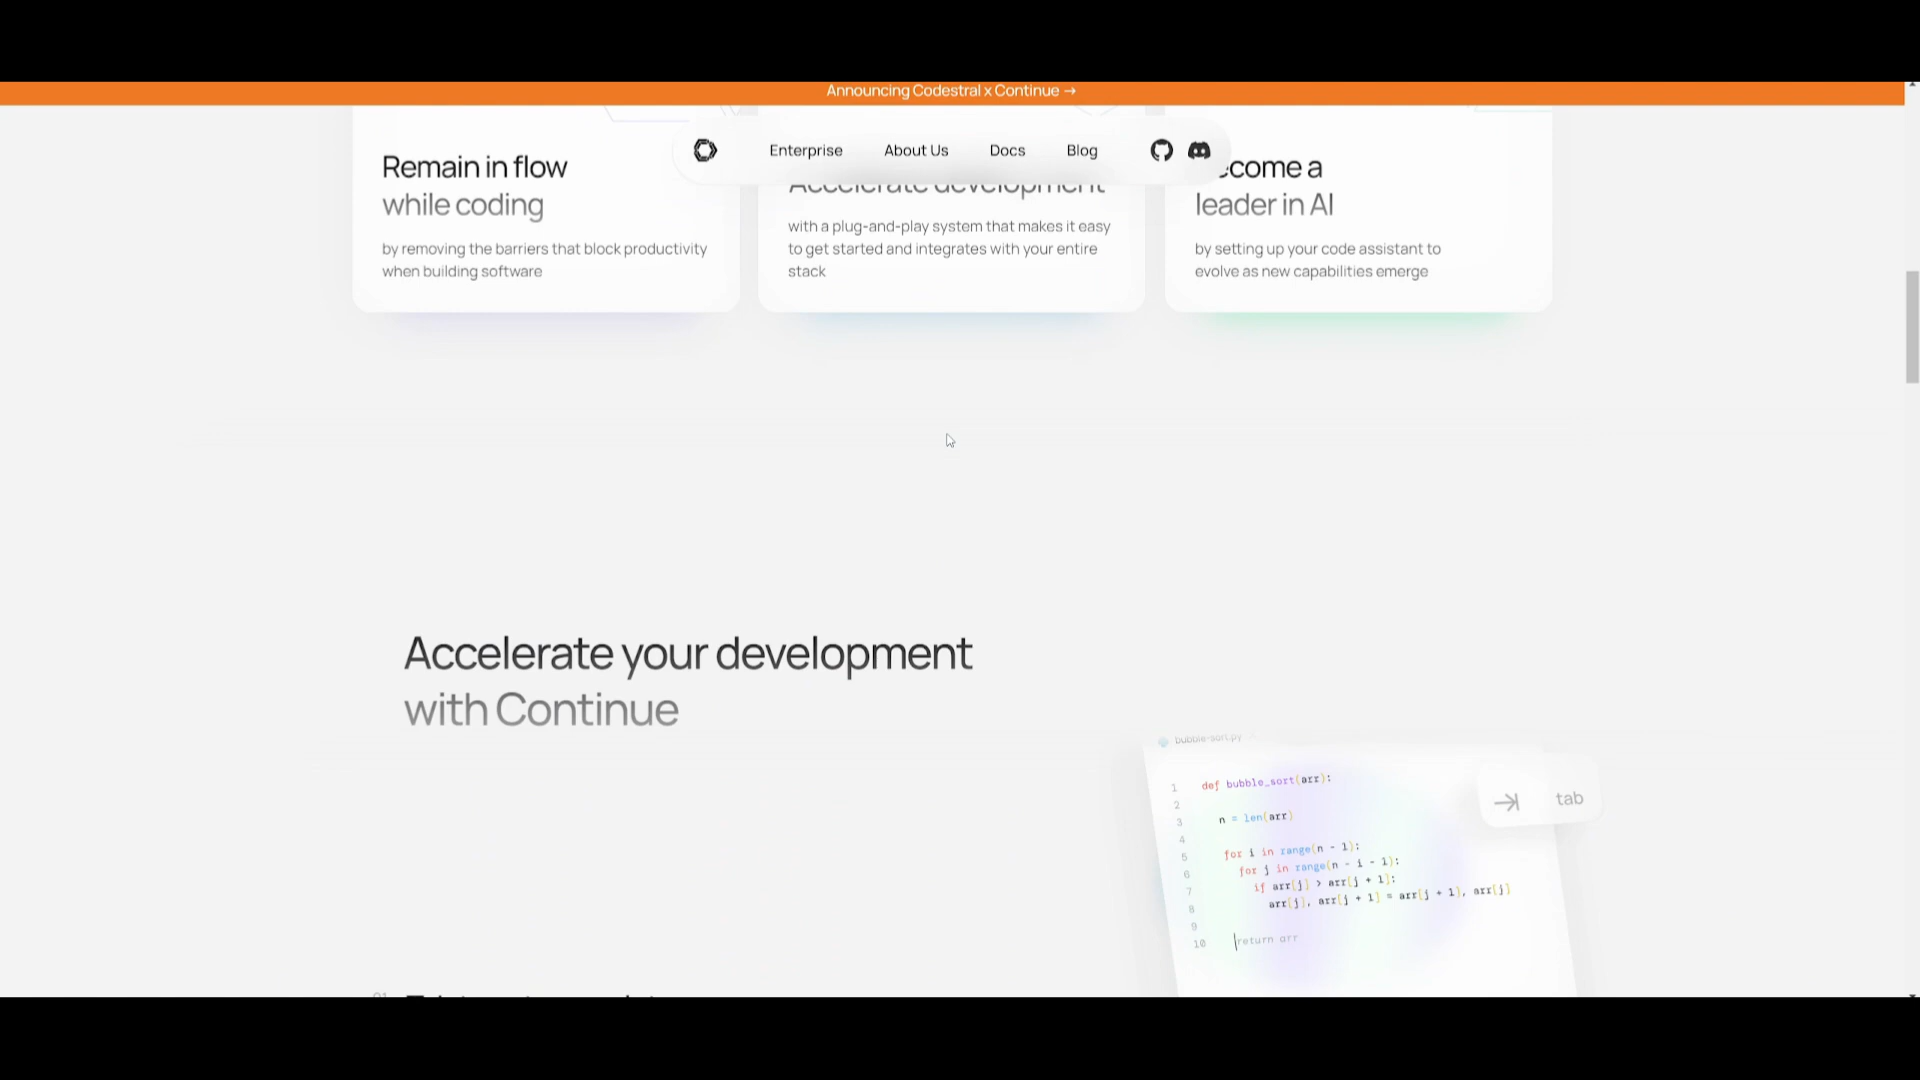 Announcing Codestral x Continue →
Enterprise
About Us
Docs
Blog
Remain in flow
while coding
by removing the barriers that block productivity
when building software
Accelerate development
with a plug-and-play system that makes it easy
to get started and integrates with your entire
stack
come a
leader in AI
by setting up your code assistant to
evolve as new capabilities emerge
Accelerate your development
with Continue
bubble-sort.py
tab
1 def bubble_sort(arr):
2
3 n = len(arr)
4
5 for i in range(n - 1):
6 for j in range(n - i - 1):
7 if arr[j] > arr[j + 1]:
8 arr[j], arr[j + 1] = arr[j + 1], arr[j]
9
10 return arr